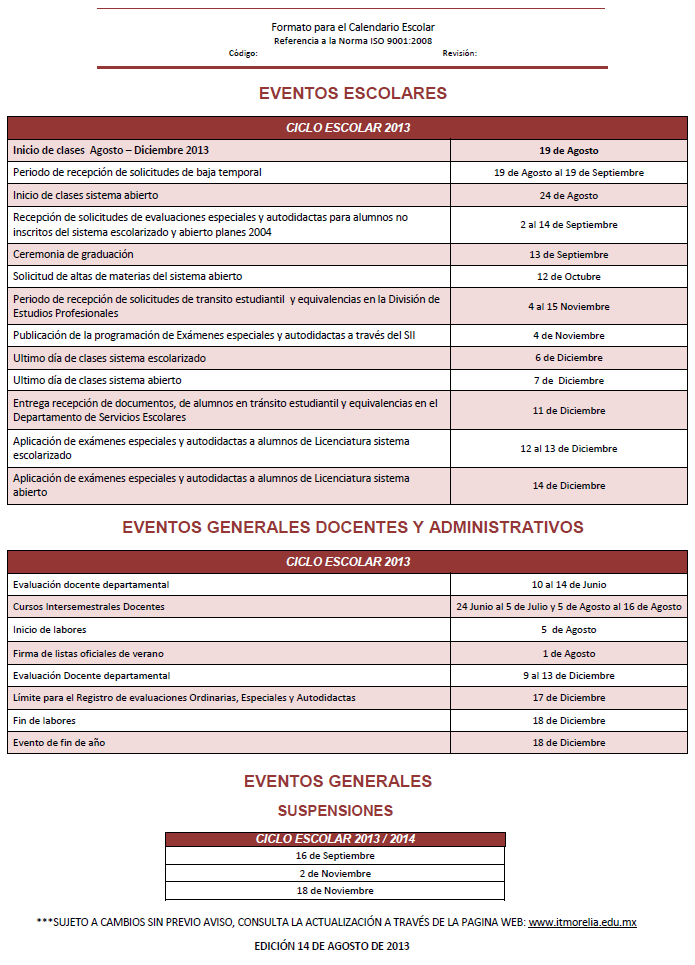 Formato para el Calendario Escolar
Referencia a la Norma ISO 9001:2008
Código: Revisión:
EVENTOS ESCOLARES
CICLO ESCOLAR 2013
Inicio de clases Agosto – Diciembre 2013 19 de Agosto
Periodo de recepción de solicitudes de baja temporal 19 de Agosto al 19 de Septiembre
Inicio de clases sistema abierto 24 de Agosto
Recepción de solicitudes de evaluaciones especiales y autodidactas para alumnos no
inscritos del sistema escolarizado y abierto planes 2004 2 al 14 de Septiembre
Ceremonia de graduación 13 de Septiembre
Solicitud de altas de materias del sistema abierto 12 de Octubre
Periodo de recepción de solicitudes de transito estudiantil y equivalencias en la División de
Estudios Profesionales 4 al 15 Noviembre
Publicación de la programación de Exámenes especiales y autodidactas a través del SII 4 de Noviembre
Ultimo día de clases sistema escolarizado 6 de Diciembre
Ultimo día de clases sistema abierto 7 de Diciembre
Entrega recepción de documentos, de alumnos en tránsito estudiantil y equivalencias en el
Departamento de Servicios Escolares 11 de Diciembre
Aplicación de exámenes especiales y autodidactas a alumnos de Licenciatura sistema
escolarizado 12 al 13 de Diciembre
Aplicación de exámenes especiales y autodidactas a alumnos de Licenciatura sistema
abierto 14 de Diciembre
EVENTOS GENERALES DOCENTES Y ADMINISTRATIVOS
CICLO ESCOLAR 2013
Evaluación docente departamental 10 al 14 de Junio
Cursos Intersemestrales Docentes 24 Junio al 5 de Julio y 5 de Agosto al 16 de Agosto
Inicio de labores 5 de Agosto
Firma de listas oficiales de verano 1 de Agosto
Evaluación Docente departamental 9 al 13 de Diciembre
Límite para el Registro de evaluaciones Ordinarias, Especiales y Autodidactas 17 de Diciembre
Fin de labores 18 de Diciembre
Evento de fin de año 18 de Diciembre
EVENTOS GENERALES
SUSPENSIONES
CICLO ESCOLAR 2013 / 2014
16 de Septiembre
2 de Noviembre
18 de Noviembre
***SUJETO A CAMBIOS SIN PREVIO AVISO, CONSULTA LA ACTUALIZACIÓN A TRAVÉS DE LA PAGINA WEB: www.itmorelia.edu.mx
EDICIÓN 14 DE AGOSTO DE 2013